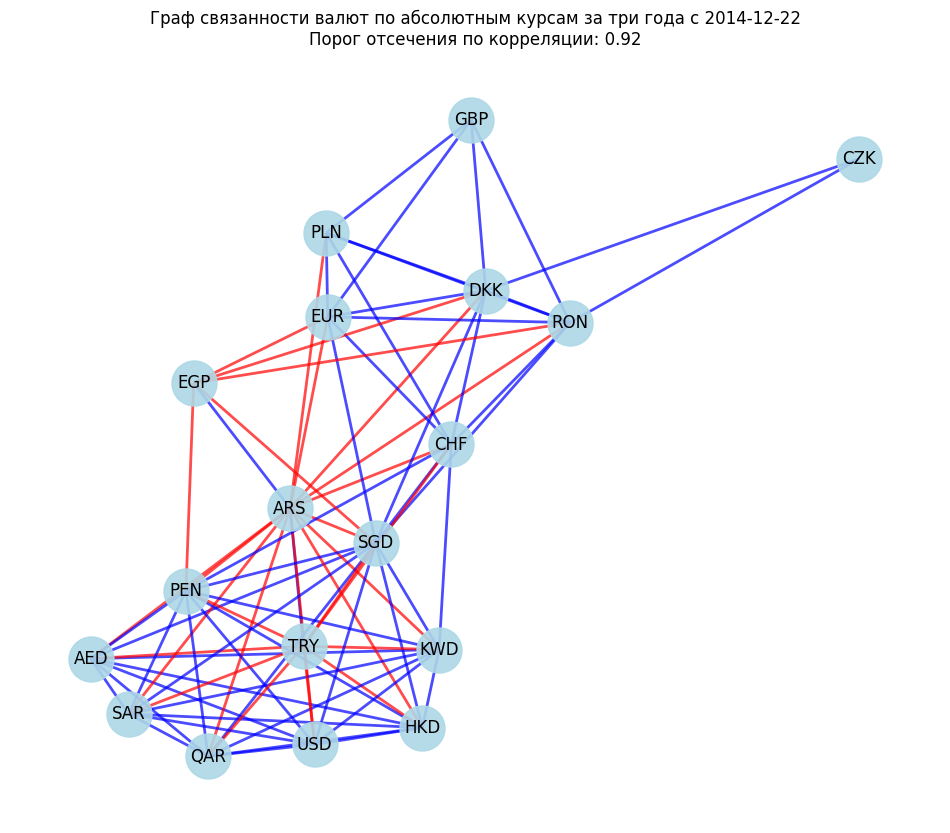 Граф связанности валют по абсолютным курсам за три года с 2014-12-22
Порог отсечения по корреляции: 0.92
GBP
CZK
PLN
DKK
EUR
RON
EGP
CHF
ARS
SGD
PEN
TRY
KWD
AED
SAR
HKD
USD
QAR